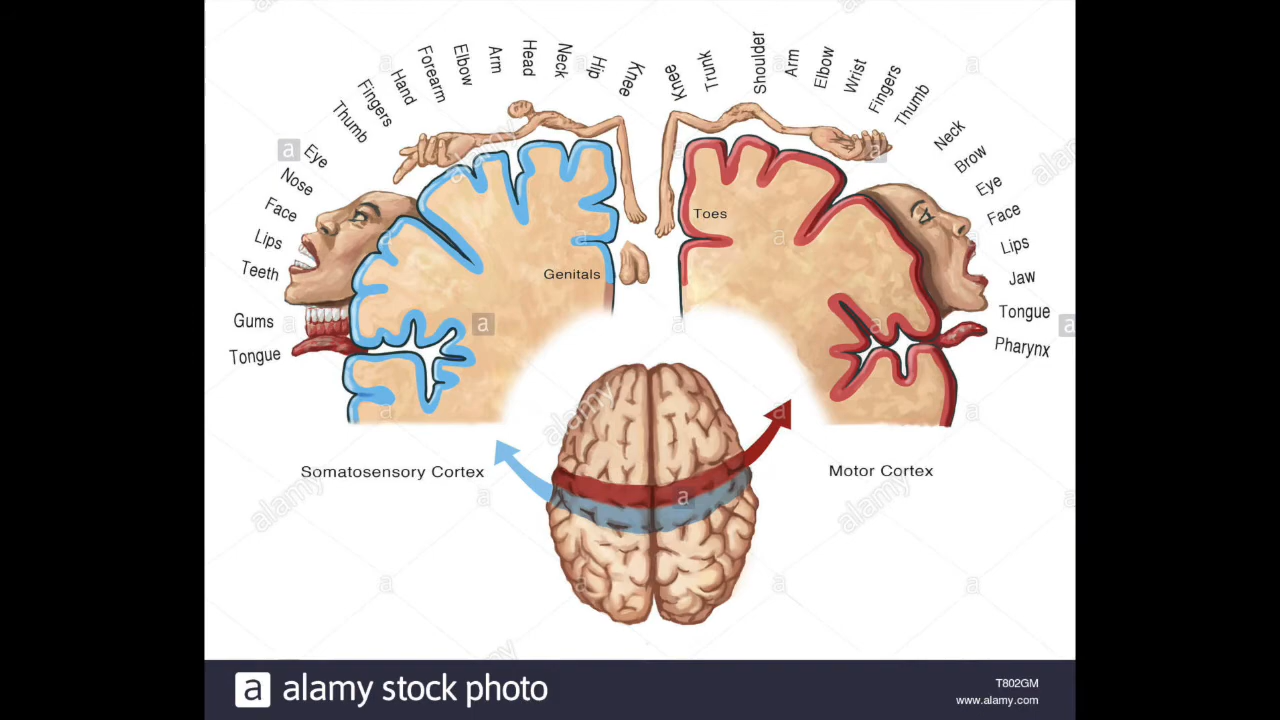 Tongue
Gums
Teeth
Lips
Face
Nose
Eye
Thumb
Fingers
Hand
Forearm
Elbow
Arm
Head
Neck
Hip
Knee
Genitals
Knee
Trunk
Shoulder
Arm
Elbow
Wrist
Fingers
Thumb
Neck
Brow
Eye
Face
Lips
Jaw
Tongue
Pharynx
Toes
Somatosensory Cortex
Motor Cortex
alamy
a alamy stock photo
T802GM
www.alamy.com